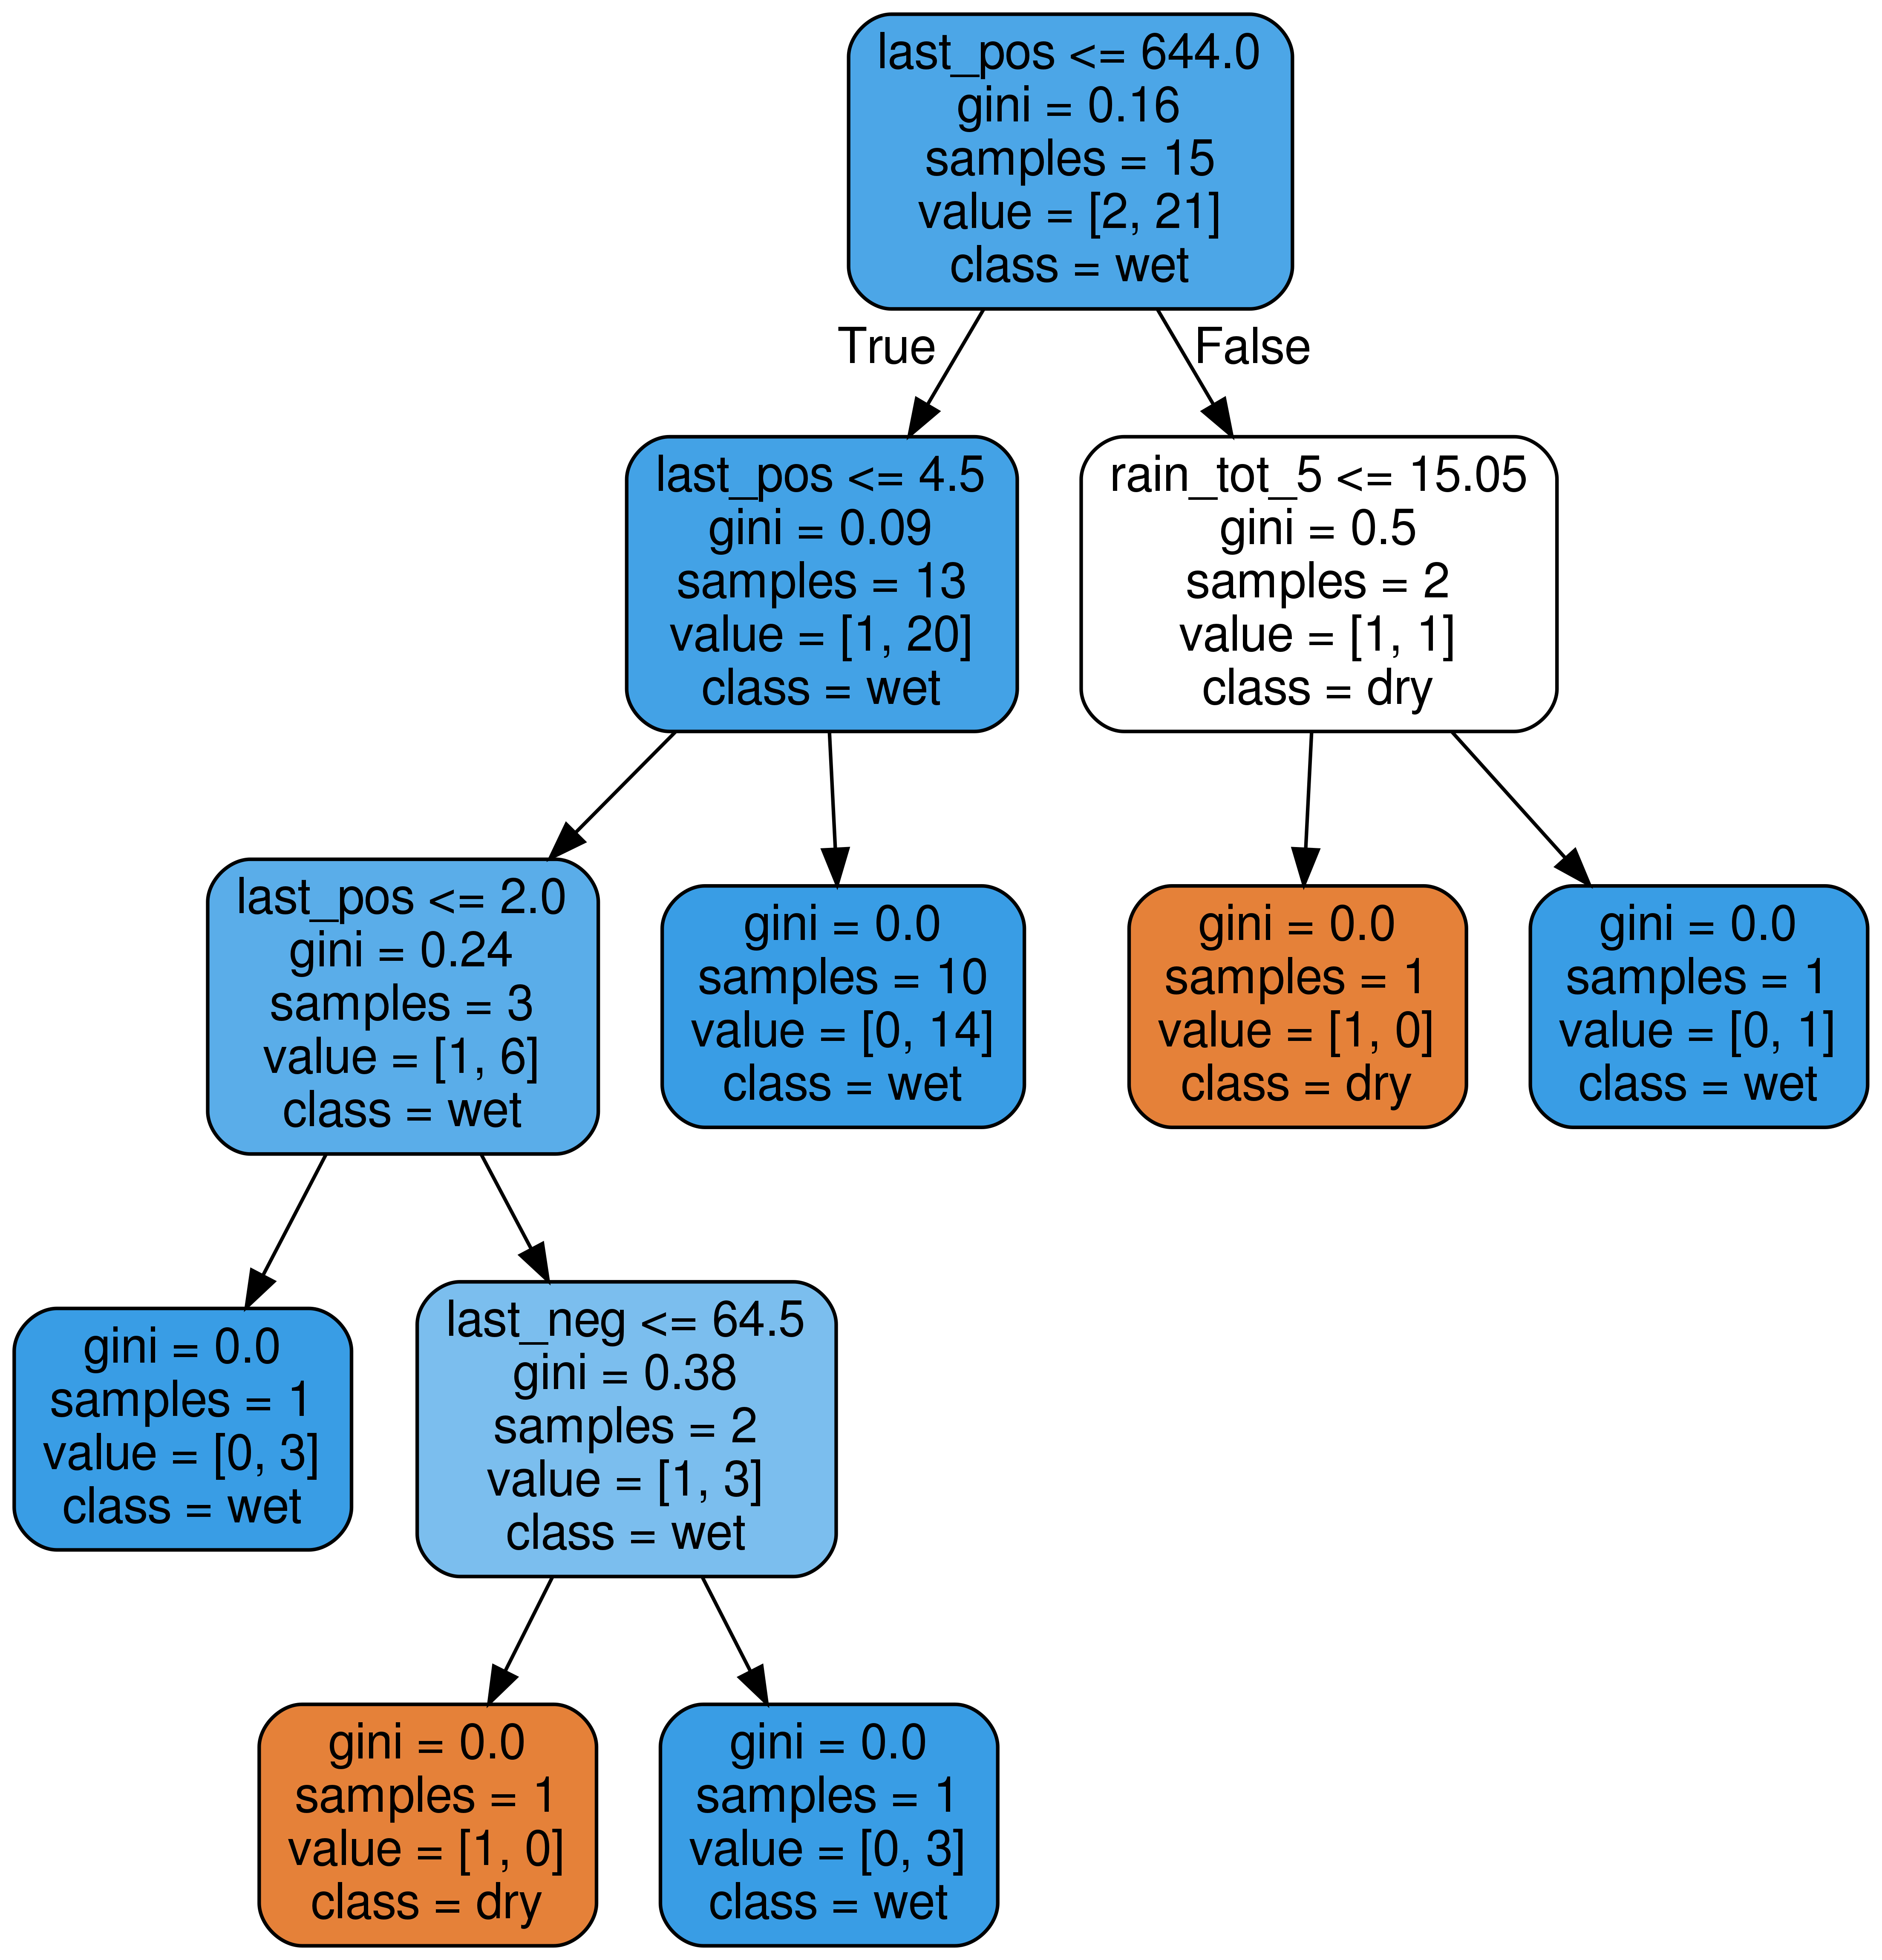 last_pos <= 644.0
gini = 0.16
samples = 15
value = [2, 21]
class = wet
True
False
last_pos <= 4.5
gini = 0.09
samples = 13
value = [1, 20]
class = wet
rain_tot_5 <= 15.05
gini = 0.5
samples = 2
value = [1, 1]
class = dry
last_pos <= 2.0
gini = 0.24
samples = 3
value = [1, 6]
class = wet
gini = 0.0
samples = 10
value = [0, 14]
class = wet
gini = 0.0
samples = 1
value = [1, 0]
class = dry
gini = 0.0
samples = 1
value = [0, 1]
class = wet
gini = 0.0
samples = 1
value = [0, 3]
class = wet
last_neg <= 64.5
gini = 0.38
samples = 2
value = [1, 3]
class = wet
gini = 0.0
samples = 1
value = [1, 0]
class = dry
gini = 0.0
samples = 1
value = [0, 3]
class = wet